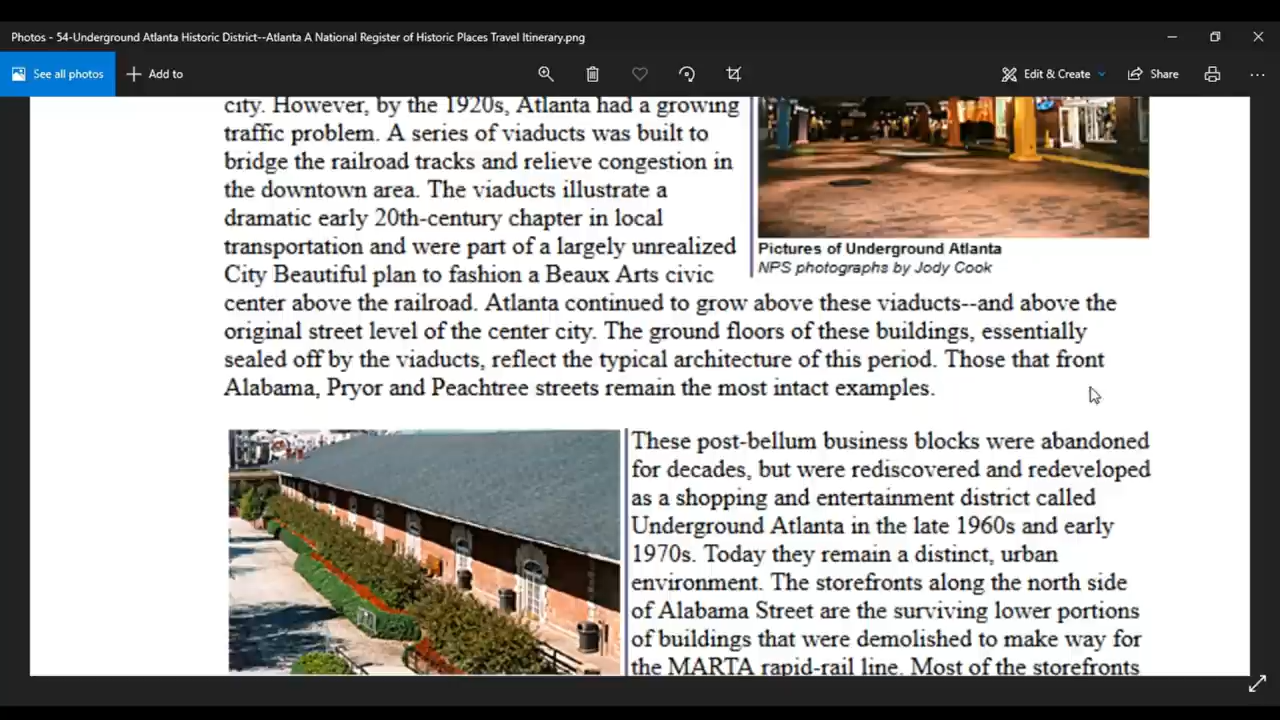 Photos - 54-Underground Atlanta Historic District--Atlanta A National Register of Historic Places Travel Itinerary.png
See all photos
Add to
Edit & Create
Share
city. However, by the 1920s, Atlanta had a growing
traffic problem. A series of viaducts was built to
bridge the railroad tracks and relieve congestion in
the downtown area. The viaducts illustrate a
dramatic early 20th-century chapter in local
transportation and were part of a largely unrealized
City Beautiful plan to fashion a Beaux Arts civic
Pictures of Underground Atlanta
NPS photographs by Jody Cook
center above the railroad. Atlanta continued to grow above these viaducts--and above the
original street level of the center city. The ground floors of these buildings, essentially
sealed off by the viaducts, reflect the typical architecture of this period. Those that front
Alabama, Pryor and Peachtree streets remain the most intact examples.
These post-bellum business blocks were abandoned
for decades, but were rediscovered and redeveloped
as a shopping and entertainment district called
Underground Atlanta in the late 1960s and early
1970s. Today they remain a distinct, urban
environment. The storefronts along the north side
of Alabama Street are the surviving lower portions
of buildings that were demolished to make way for
the MARTA rapid-rail line. Most of the storefronts